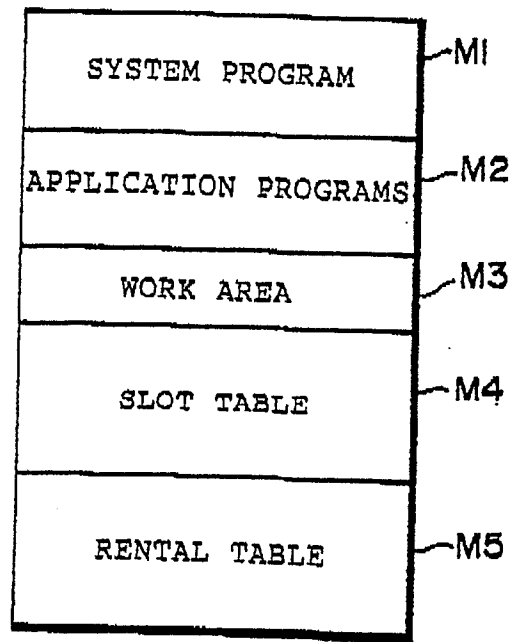 SYSTEM PROGRAM M1
APPLICATION PROGRAMS M2
WORK AREA M3
SLOT TABLE M4
RENTAL TABLE M5